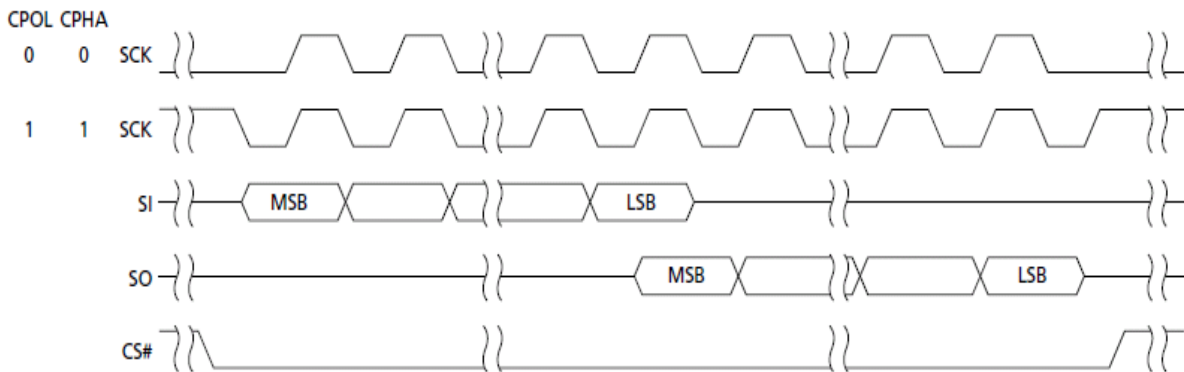 CPOL CPHA
0 0 SCK
1 1 SCK
SI MSB LSB
SO MSB LSB
CS#